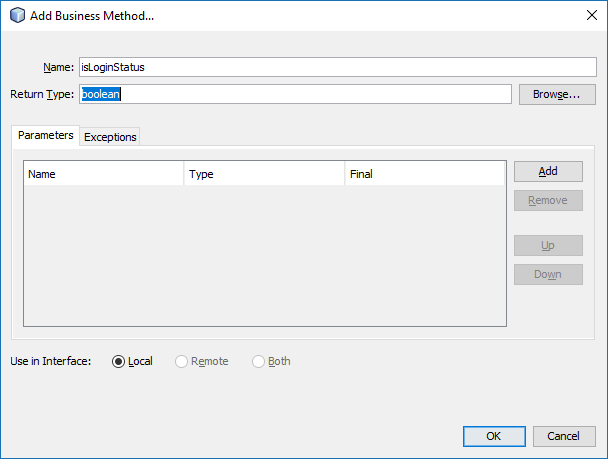 Add Business Method...
Name: isLoginStatus
Return Type: boolean Browse...
Parameters Exceptions
Name Type Final Add
Remove
Up
Down
Use in Interface: Local Remote Both
OK Cancel